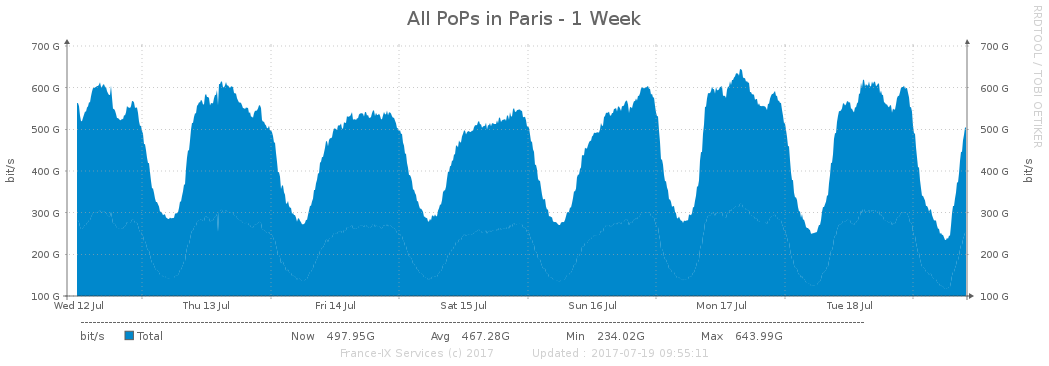 All PoPs in Paris - 1 Week
RRDTOOL / TOBI OETIKER
700 G 700 G
600 G 600 G
500 G 500 G
400 G 400 G
300 G 300 G
200 G 200 G
100 G 100 G
bit/s bit/s
Wed 12 Jul Thu 13 Jul Fri 14 Jul Sat 15 Jul Sun 16 Jul Mon 17 Jul Tue 18 Jul
bit/s Total Now 497.95G Avg 467.28G Min 234.02G Max 643.99G
France-IX Services (c) 2017 Updated : 2017-07-19 09:55:11